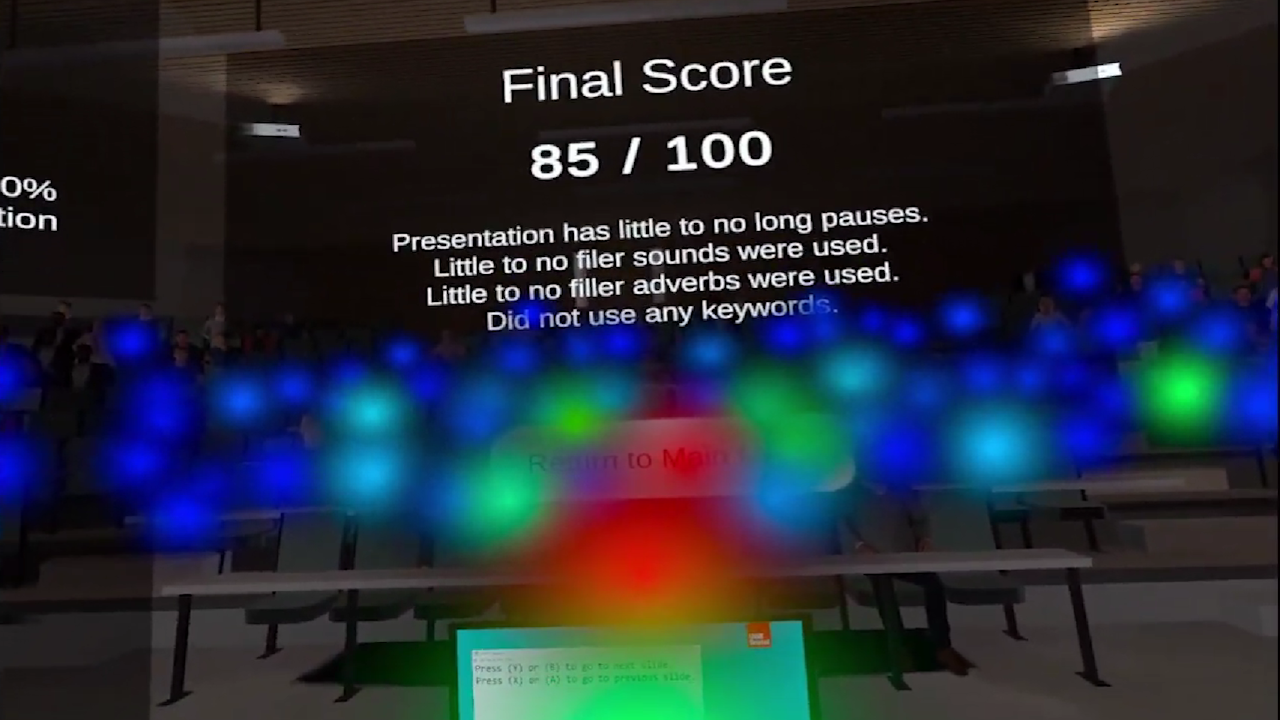 Final Score
85 / 100
0%
tion
Presentation has little to no long pauses.
Little to no filer sounds were used.
Little to no filler adverbs were used.
Did not use any keywords.
Return to Main
Press (Y) or (B) to go to next slide.
Press (X) or (A) to go to previous slide.